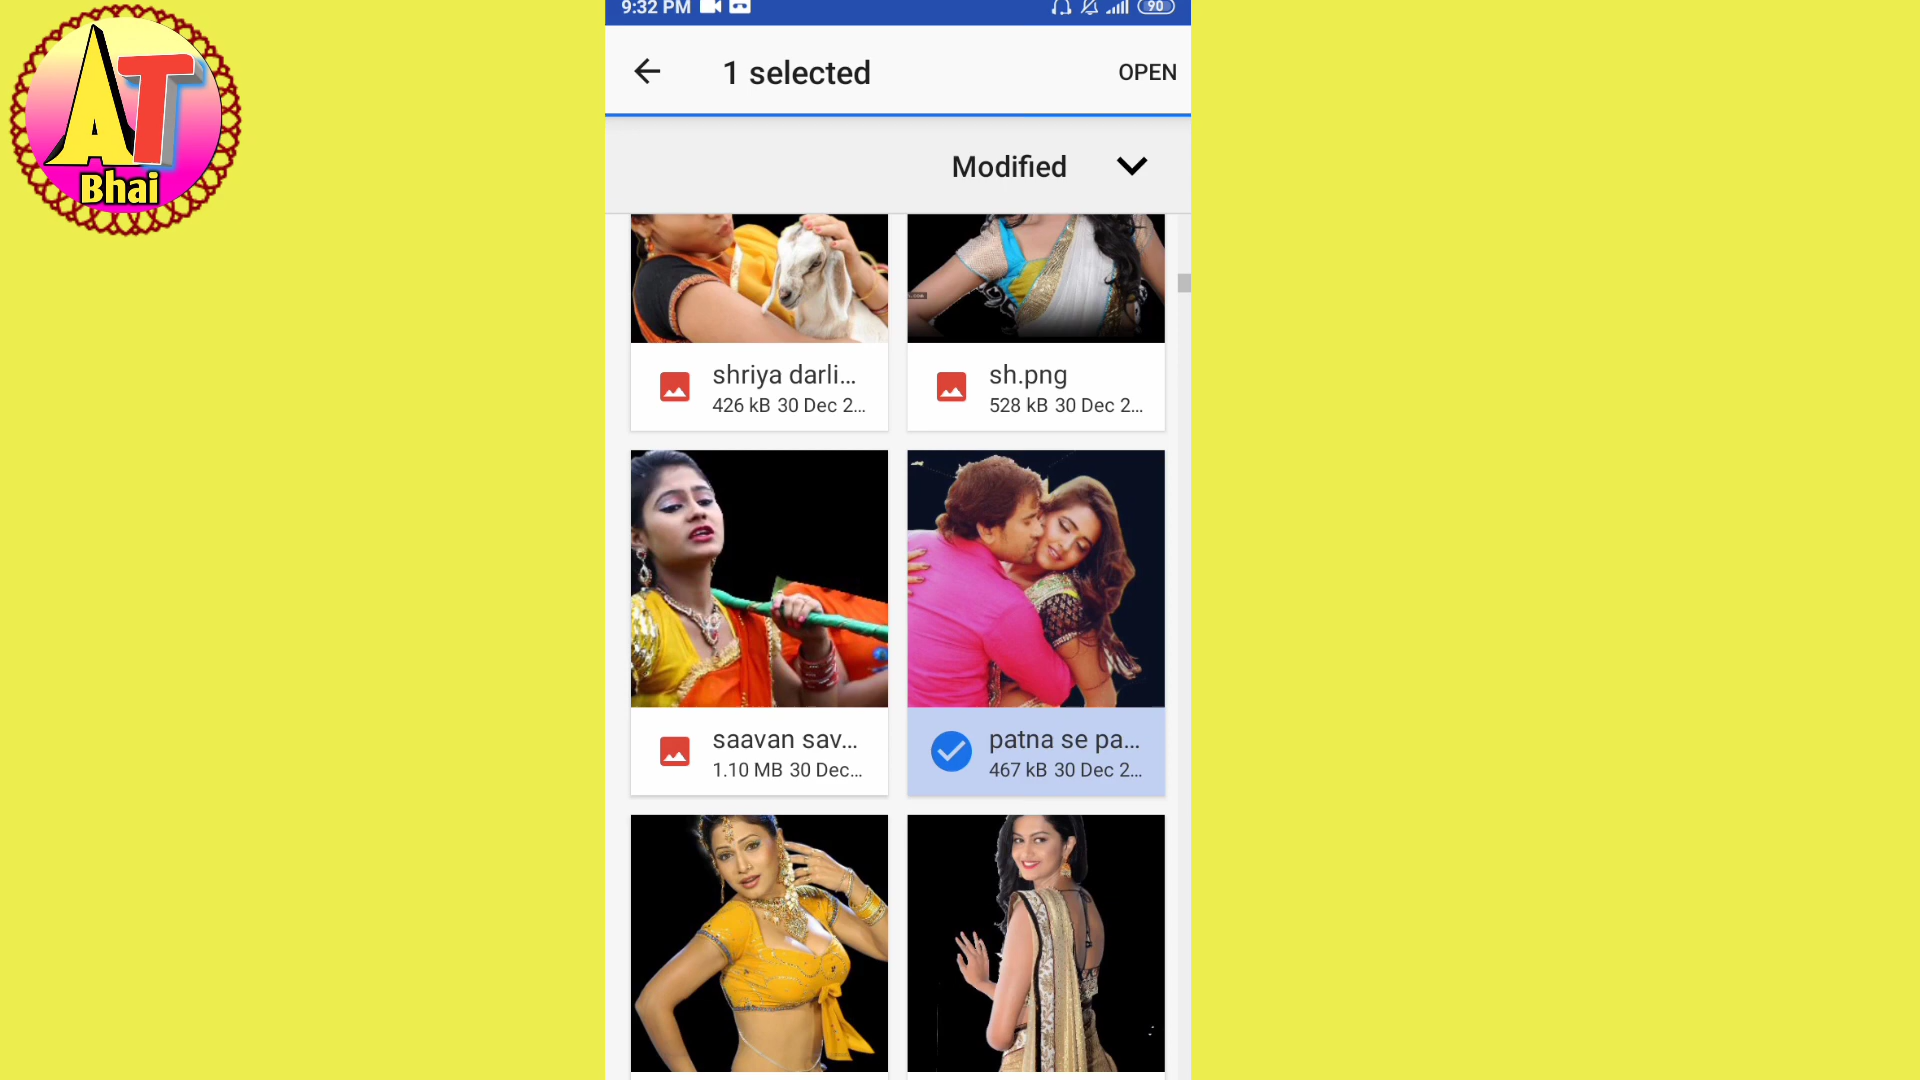 9:32 PM
90
1 selected
OPEN
AT
Bhai
Modified
shriya darli...
426 kB 30 Dec 2...
sh.png
528 kB 30 Dec 2...
saavan sav...
1.10 MB 30 Dec...
patna se pa...
467 kB 30 Dec 2...